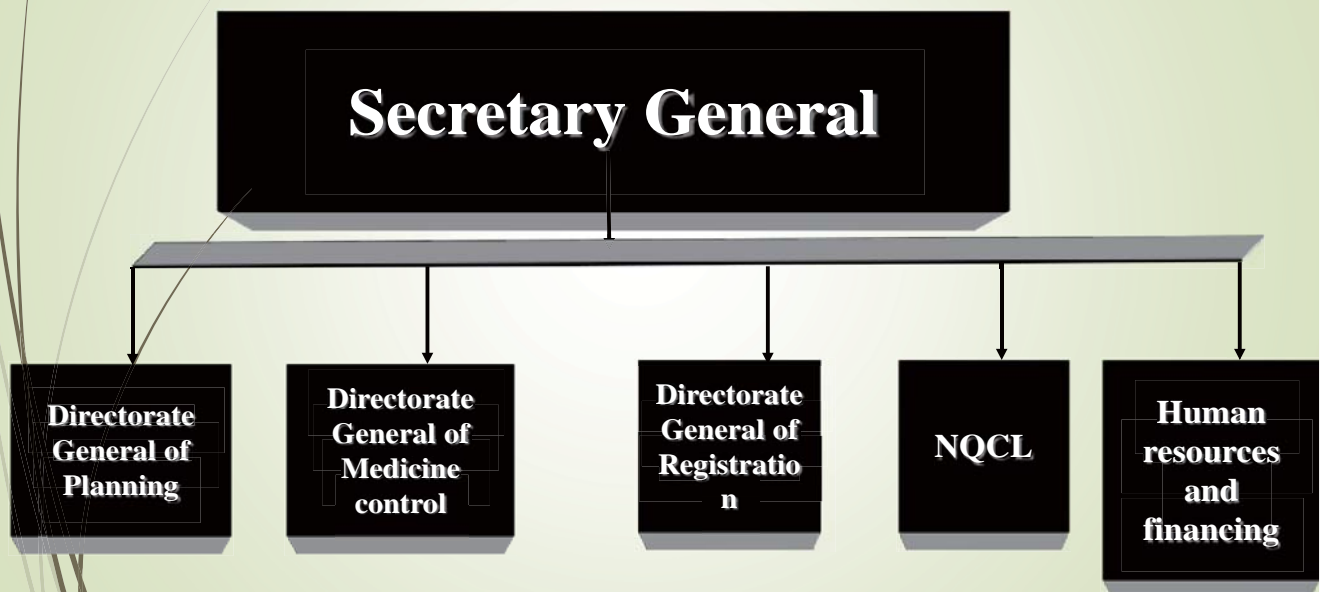 Secretary General
Directorate
General of
Planning
Directorate
General of
Medicine
control
Directorate
General of
Registratio
n
NQCL
Human
resources
and
financing